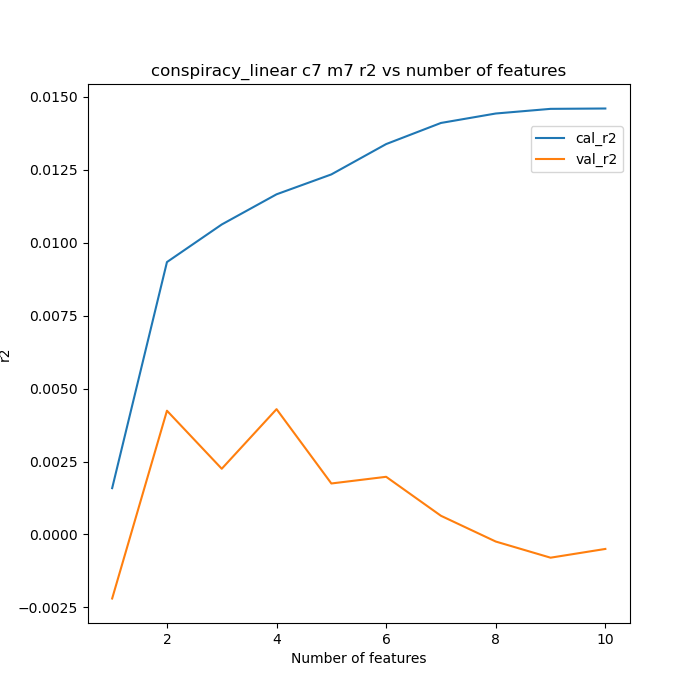 conspiracy_linear c7 m7 r2 vs number of features
0.0150
0.0125
0.0100
0.0075
0.0050
0.0025
0.0000
−0.0025
r2
cal_r2
val_r2
2 4 6 8 10
Number of features